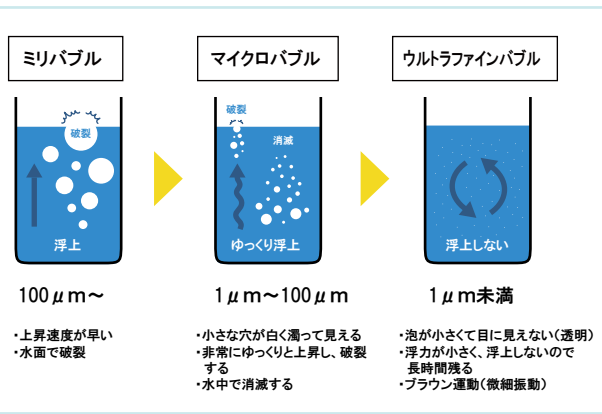 ミリバブル
マイクロバブル
ウルトラファインバブル
破裂
浮上
破裂
消滅
ゆっくり浮上
浮上しない
100μm～
1μm～100μm
1μm未満
・上昇速度が早い
・水面で破裂
・小さな穴が白く濁って見える
・非常にゆっくりと上昇し、破裂
する
・水中で消滅する
・泡が小さくて目に見えない(透明)
・浮力が小さく、浮上しないので
長時間残る
・ブラウン運動(微細振動)